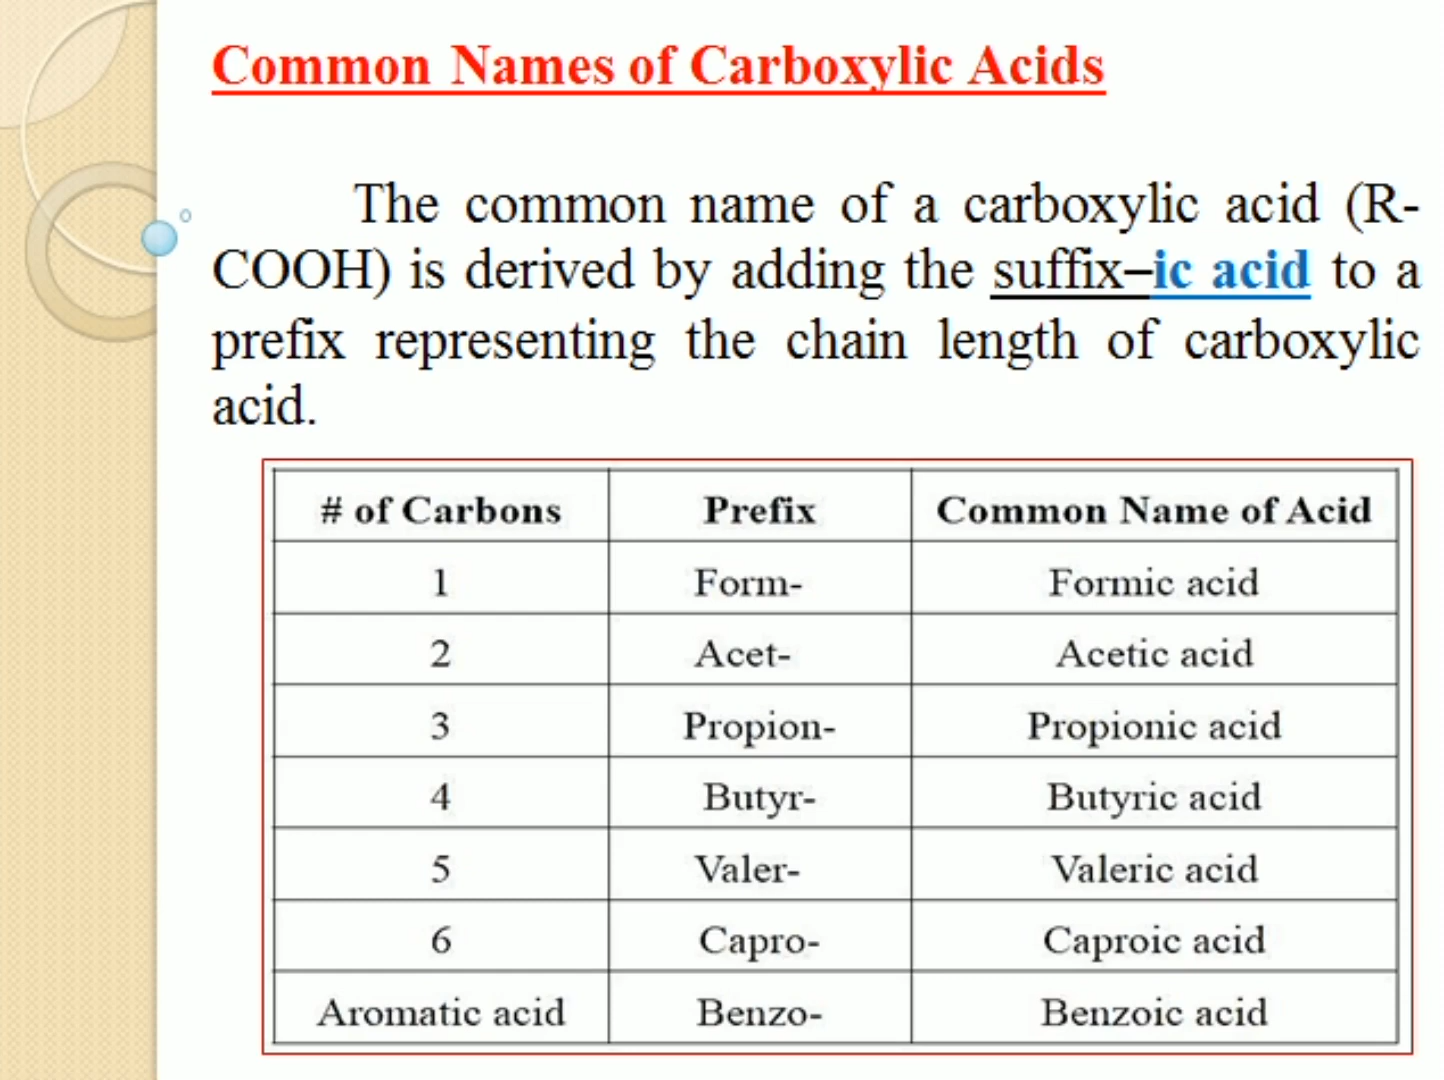 Common Names of Carboxylic Acids
The common name of a carboxylic acid (R-
COOH) is derived by adding the suffix–ic acid to a
prefix representing the chain length of carboxylic
acid.
# of Carbons Prefix Common Name of Acid
1 Form- Formic acid
2 Acet- Acetic acid
3 Propion- Propionic acid
4 Butyr- Butyric acid
5 Valer- Valeric acid
6 Capro- Caproic acid
Aromatic acid Benzo- Benzoic acid